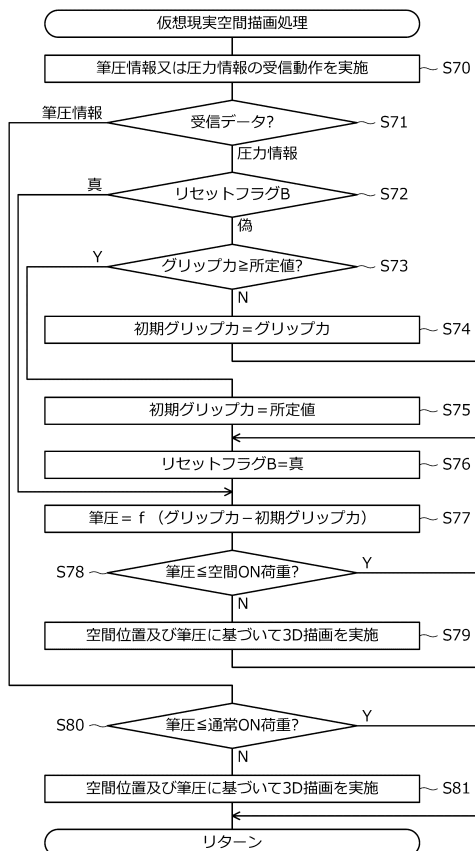 仮想現実空間描画処理
筆圧情報又は圧力情報の受信動作を実施
S70
筆圧情報
受信データ?
S71
圧力情報
真
リセットフラグB
S72
偽
Y
グリップ力≧所定値?
S73
N
初期グリップ力=グリップ力
S74
初期グリップ力=所定値
S75
リセットフラグB=真
S76
筆圧=f(グリップ力-初期グリップ力)
S77
S78
筆圧≦空間ON荷重?
Y
N
空間位置及び筆圧に基づいて3D描画を実施
S79
S80
筆圧≦通常ON荷重?
Y
N
空間位置及び筆圧に基づいて3D描画を実施
S81
リターン